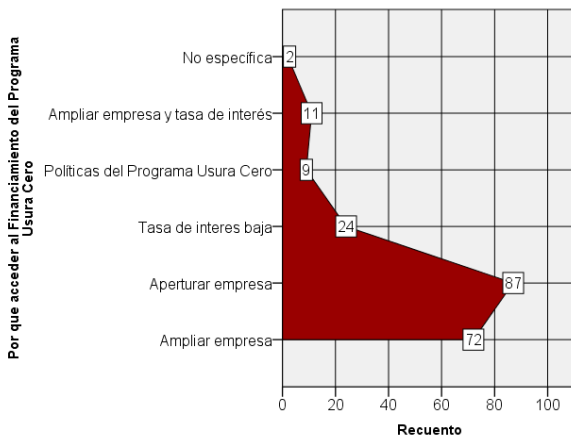 Por que acceder al Financiamiento del Programa
Usura Cero
No específica
Ampliar empresa y tasa de interés
Políticas del Programa Usura Cero
Tasa de interes baja
Aperturar empresa
Ampliar empresa
2
11
9
24
87
72
0 20 40 60 80 100
Recuento